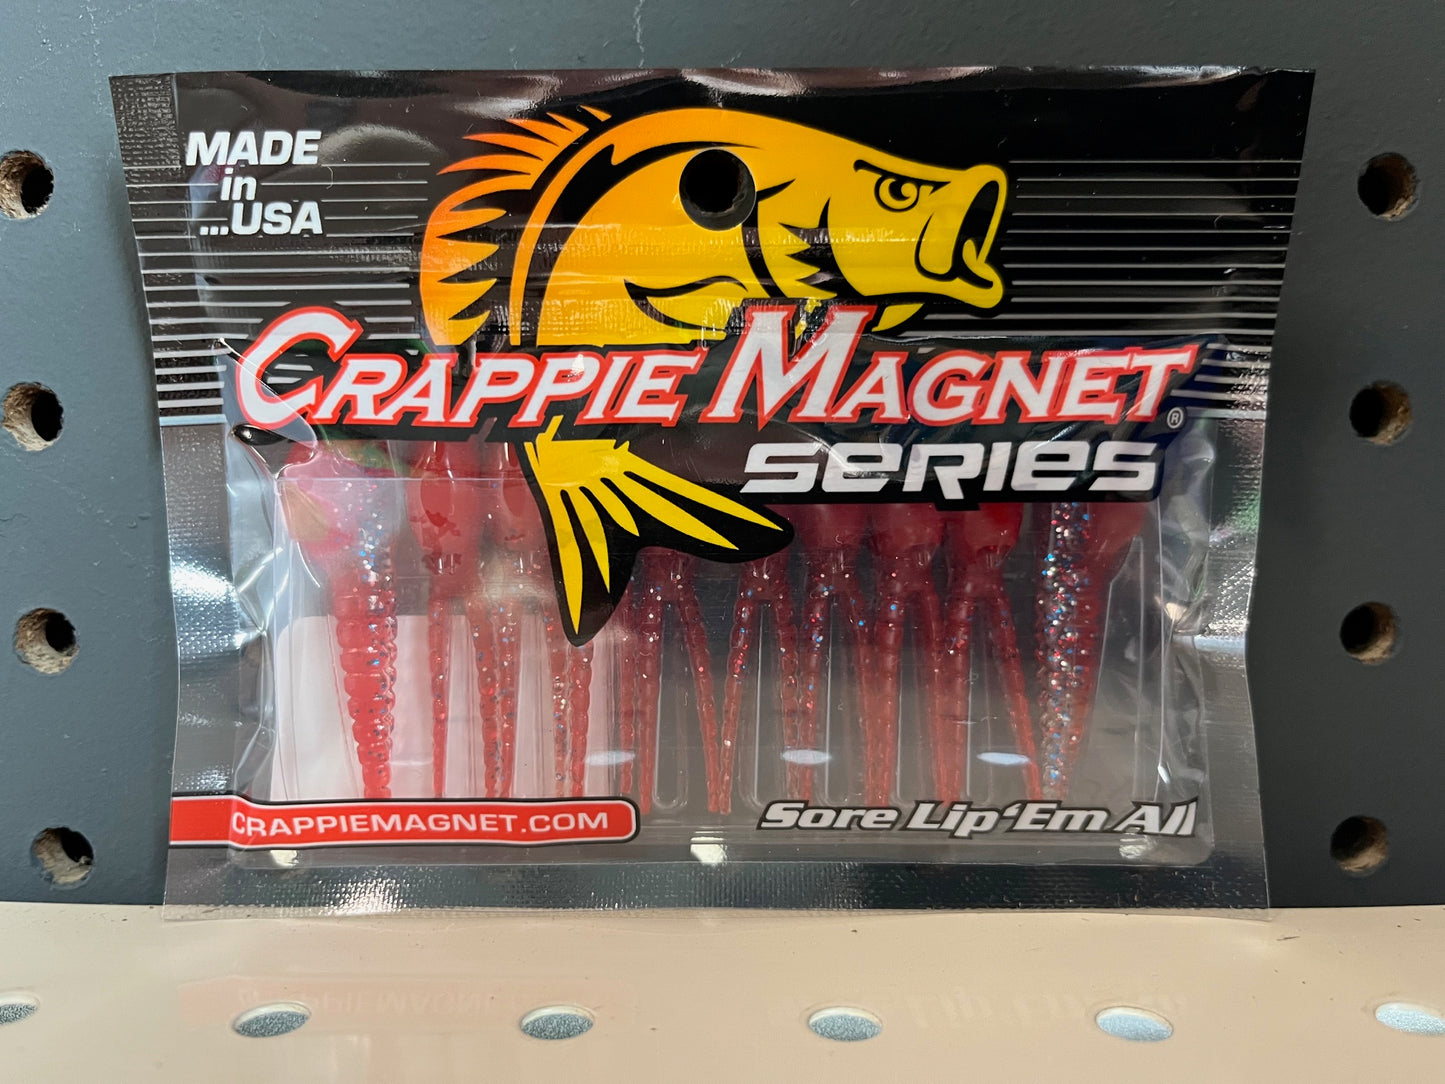 MADE
in
...USA
CRAPPIE MAGNET®
SERIES
CRAPPIEMAGNET.COM
Sore Lip 'Em All